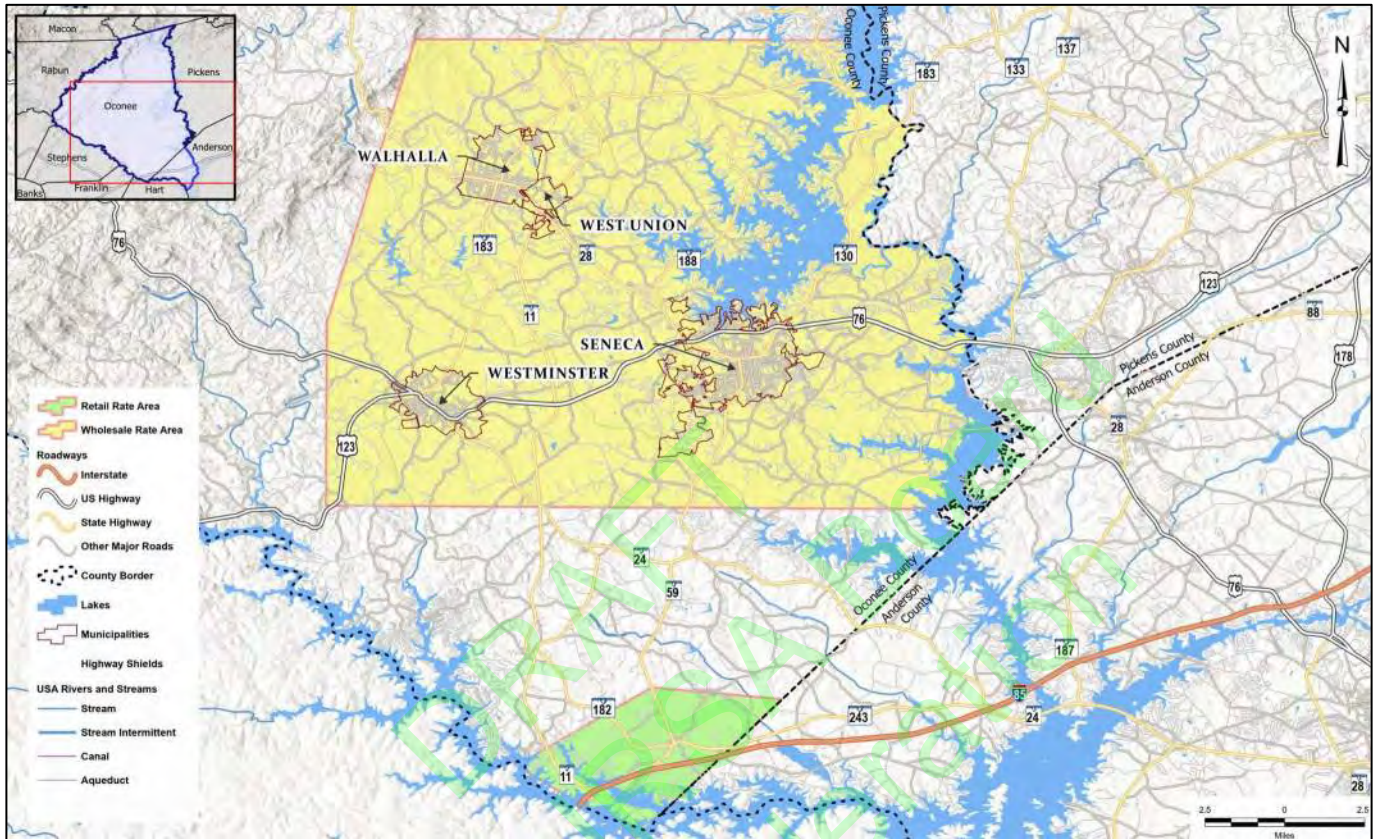 Macon
Rabun
Pickens
Oconee
Stephens
Anderson
Banks
Franklin
Hart
Oconee County
Pickens County
183
133
137
N
76
WALHALLA
WEST UNION
183
28
188
130
11
76
123
88
SENECA
WESTMINSTER
178
Pickens County
Anderson County
28
123
Retail Rate Area
Wholesale Rate Area
Roadways
Interstate
US Highway
State Highway
Other Major Roads
County Border
Lakes
Municipalities
Highway Shields
USA Rivers and Streams
Stream
Stream Intermittent
Canal
Aqueduct
24
59
Oconee County
Anderson County
76
187
85
182
243
24
11
28
2.5
0
2.5
Miles
DRAFT